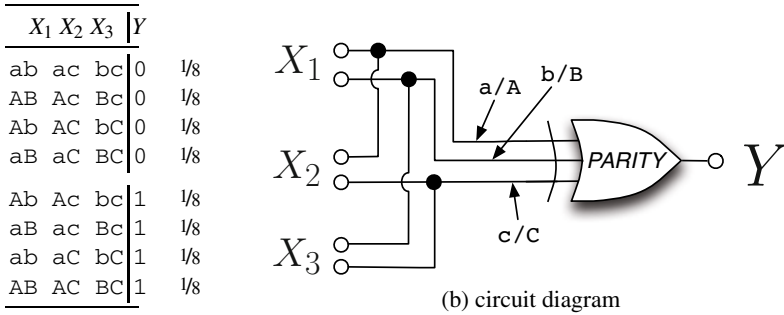 X₁ X₂ X₃ Y
ab ac bc 0 1/8
AB Ac Bc 0 1/8
Ab AC bC 0 1/8
aB aC BC 0 1/8
Ab Ac bc 1 1/8
aB ac Bc 1 1/8
ab aC bC 1 1/8
AB AC BC 1 1/8
X₁
X₂
X₃
a/A
b/B
c/C
PARITY
Y
(b) circuit diagram